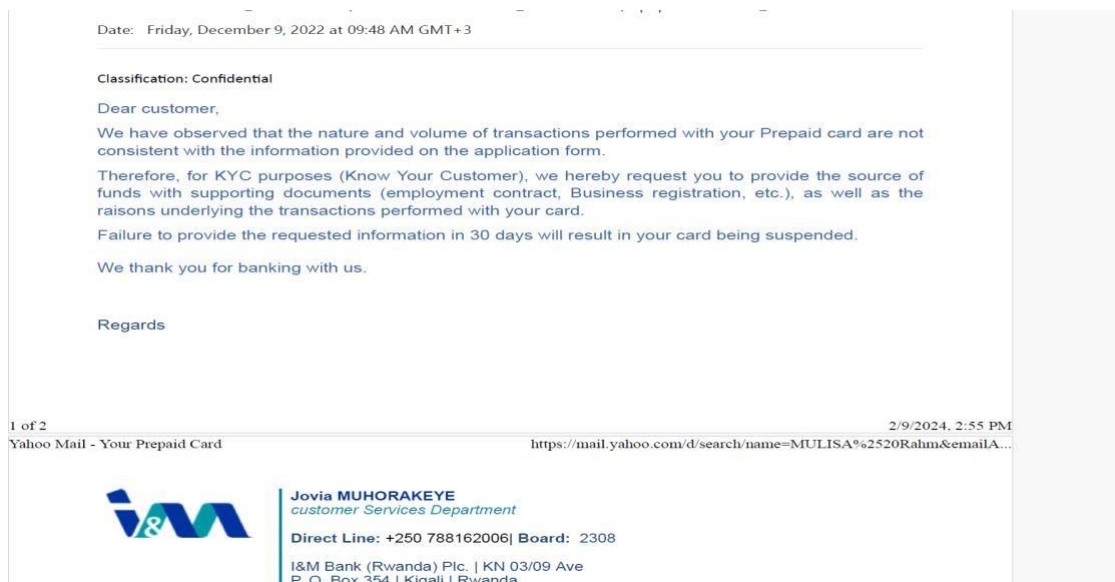 Date: Friday, December 9, 2022 at 09:48 AM GMT+3
Classification: Confidential
Dear customer,
We have observed that the nature and volume of transactions performed with your Prepaid card are not
consistent with the information provided on the application form.
Therefore, for KYC purposes (Know Your Customer), we hereby request you to provide the source of
funds with supporting documents (employment contract, Business registration, etc.), as well as the
raisons underlying the transactions performed with your card.
Failure to provide the requested information in 30 days will result in your card being suspended.
We thank you for banking with us.
Regards
1 of 2
2/9/2024, 2:55 PM
Yahoo Mail - Your Prepaid Card
https://mail.yahoo.com/d/search/name=MULISA%2520Rahm&emailA...
I&M
Jovia MUHORAKEYE
customer Services Department
Direct Line: +250 788162006| Board: 2308
I&M Bank (Rwanda) Plc. | KN 03/09 Ave
P. O. Box 354 | Kigali | Rwanda